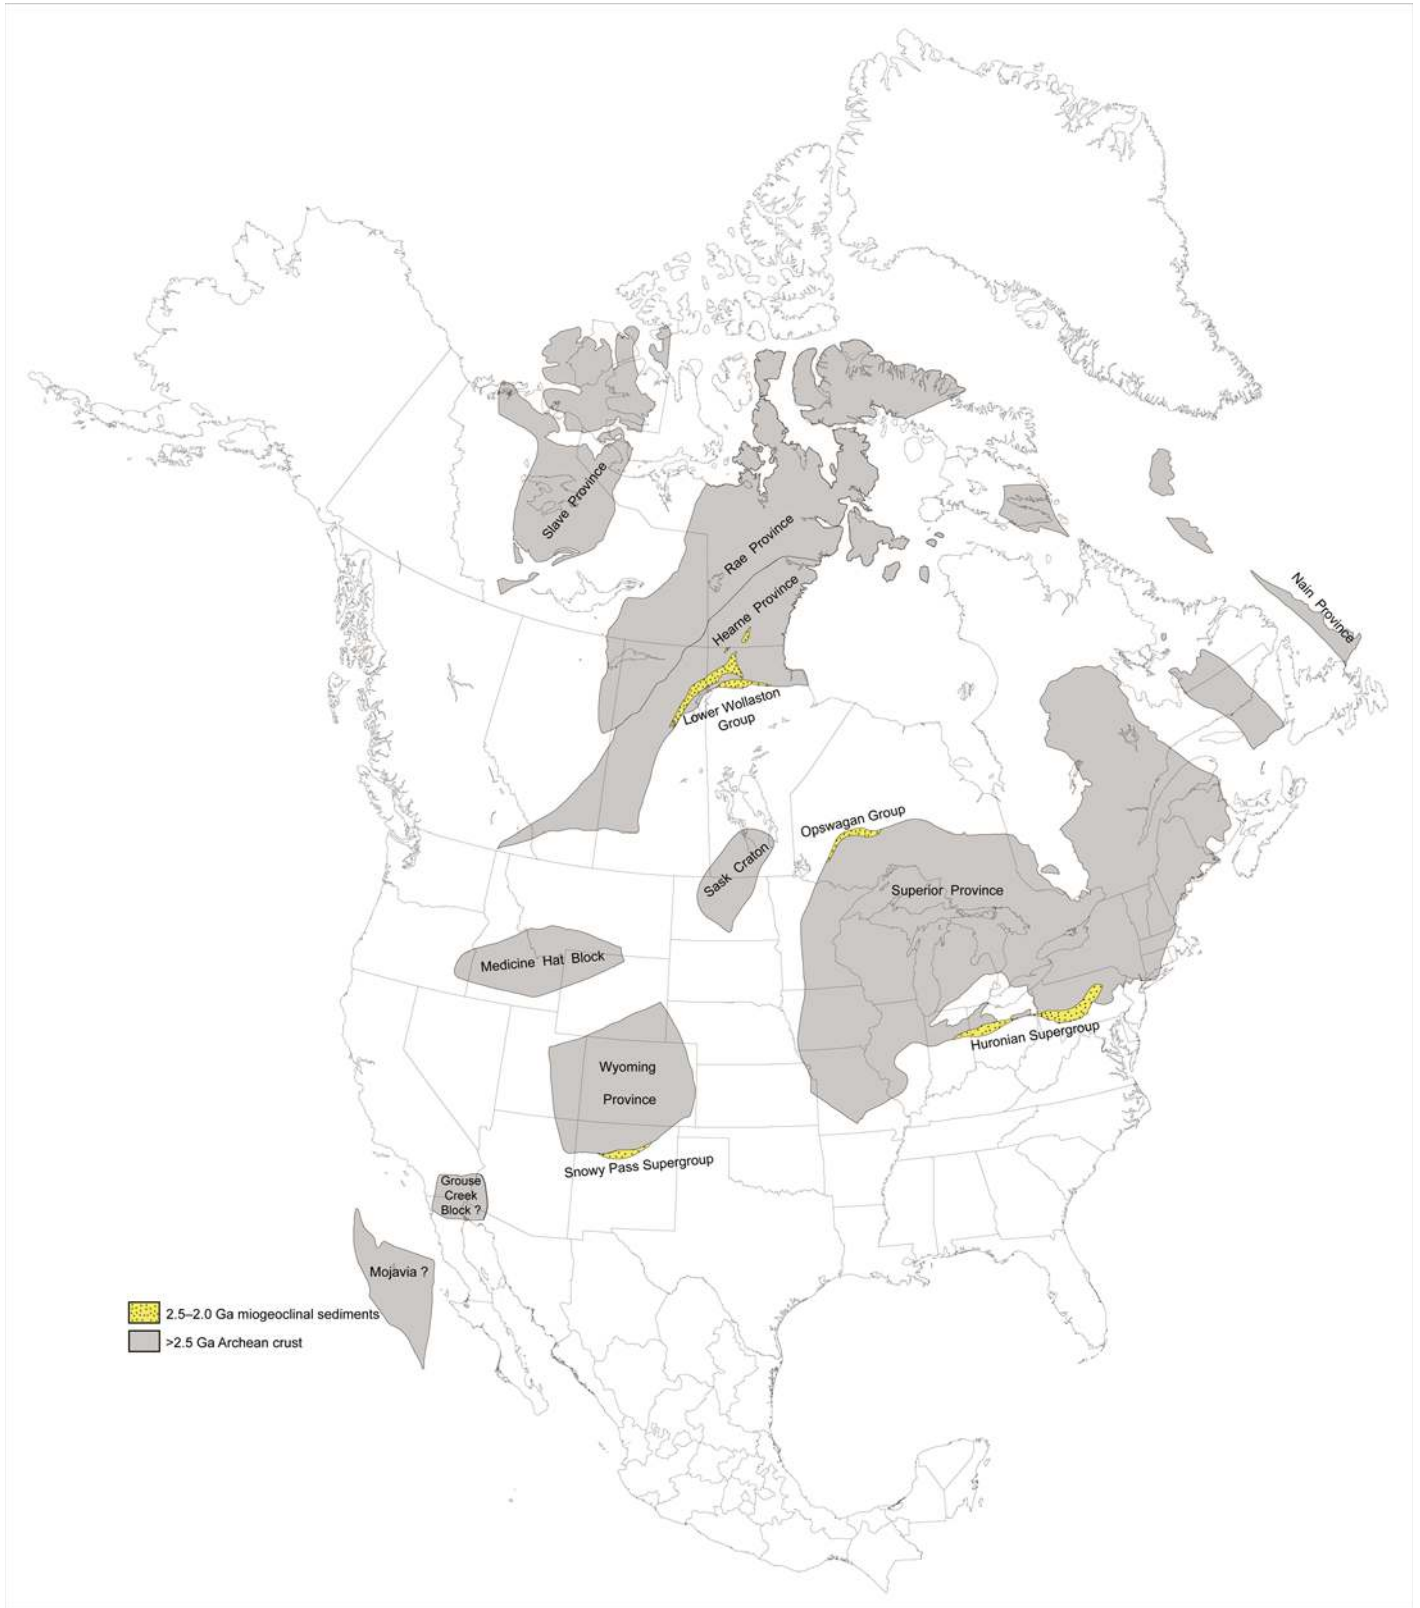 Slave Province
Rae Province
Hearne Province
Nain Province
Lower Wollaston
Group
Opswagan Group
Sask Craton
Superior Province
Medicine Hat Block
Huronian Supergroup
Wyoming
Province
Snowy Pass Supergroup
Grouse
Creek
Block ?
Mojavia ?
2.5–2.0 Ga miogeoclinal sediments
>2.5 Ga Archean crust